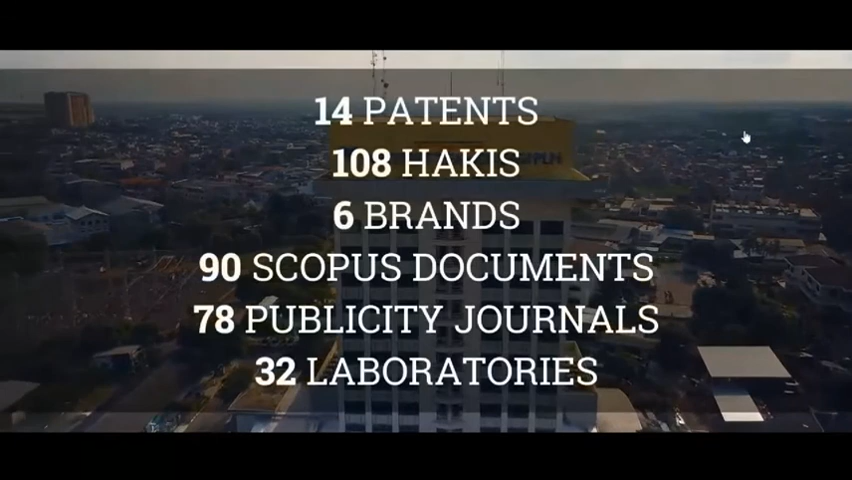 14 PATENTS
108 HAKIS
6 BRANDS
90 SCOPUS DOCUMENTS
78 PUBLICITY JOURNALS
32 LABORATORIES